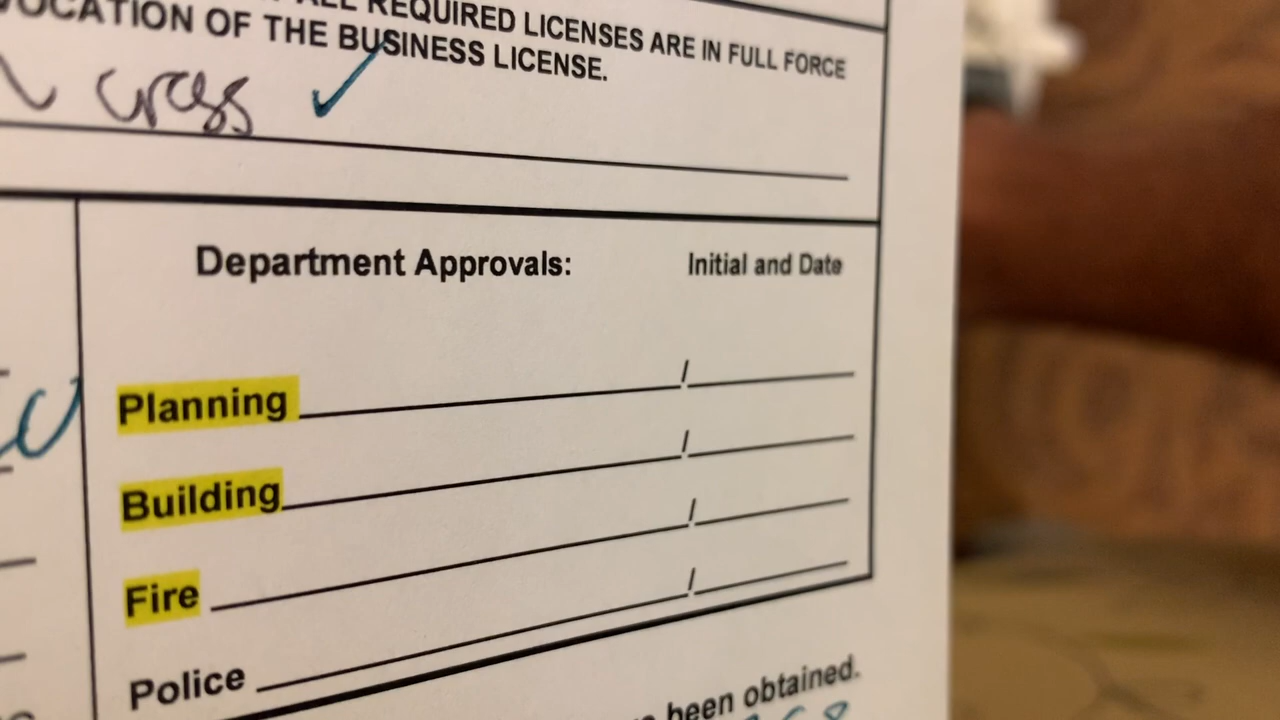 ALL REQUIRED LICENSES ARE IN FULL FORCE
OF THE BUSINESS LICENSE.
Department Approvals: Initial and Date
Planning /
Building /
Fire /
Police /
been obtained.